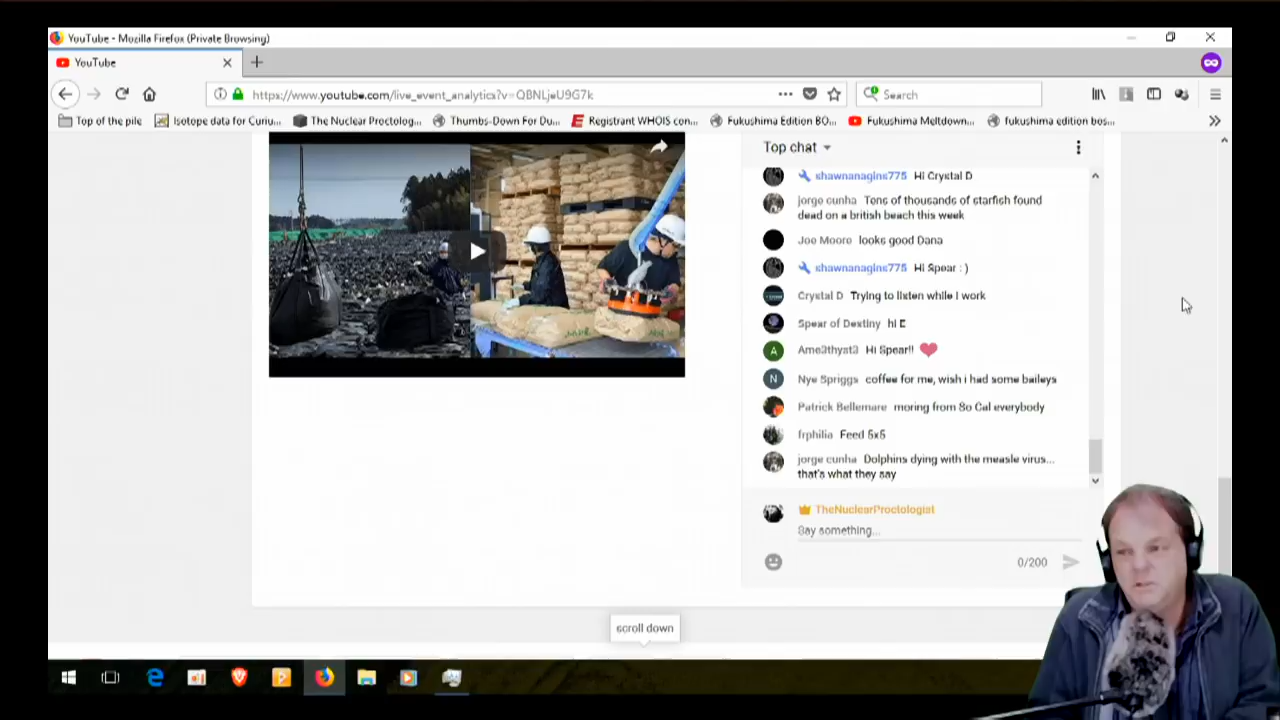 YouTube - Mozilla Firefox (Private Browsing)
YouTube
https://www.youtube.com/live_event_analytics?v=QBNLjeU9G7k
Search
Top of the pile
Isotope data for Curiu...
The Nuclear Proctolog...
Thumbs-Down For Du...
Registrant WHOIS con...
Fukushima Edition BO...
Fukushima Meltdown...
fukushima edition bos...
Top chat
shawnanagins775 Hi Crystal D
jorge cunha Tens of thousands of starfish found
dead on a british beach this week
Joe Moore looks good Dana
shawnanagins775 Hi Spear : )
Crystal D Trying to listen while I work
Spear of Destiny hi E
A Ame3thyst3 Hi Spear!!
N Nye Spriggs coffee for me, wish i had some baileys
Patrick Bellemare moring from So Cal everybody
frphilia Feed 5x5
jorge cunha Dolphins dying with the measle virus...
that's what they say
TheNuclearProctologist
Say something...
0/200
scroll down